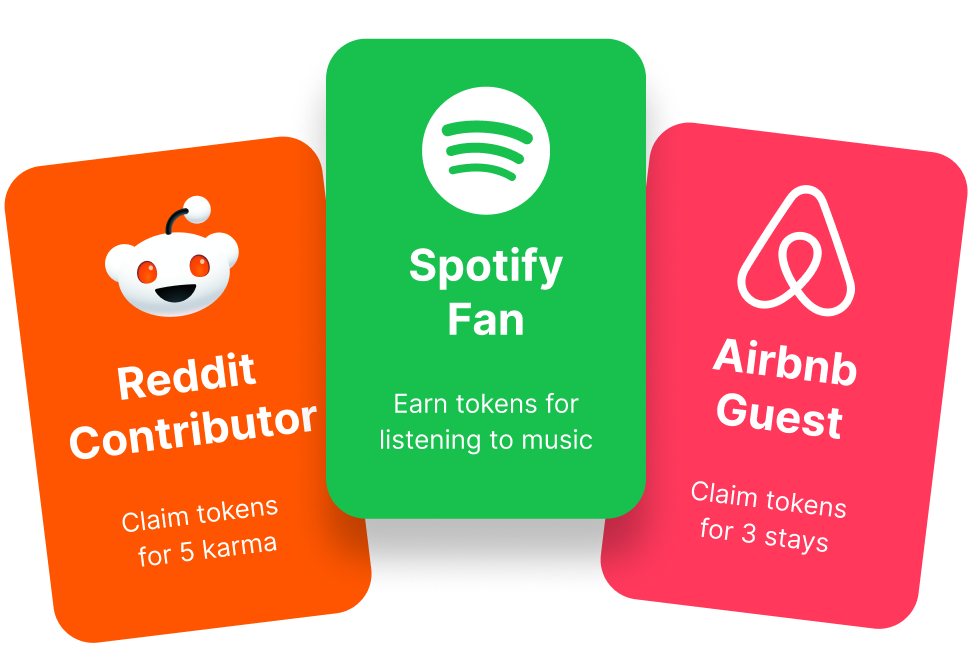 Reddit
Contributor
Claim tokens
for 5 karma
Spotify
Fan
Earn tokens for
listening to music
Airbnb
Guest
Claim tokens
for 3 stays